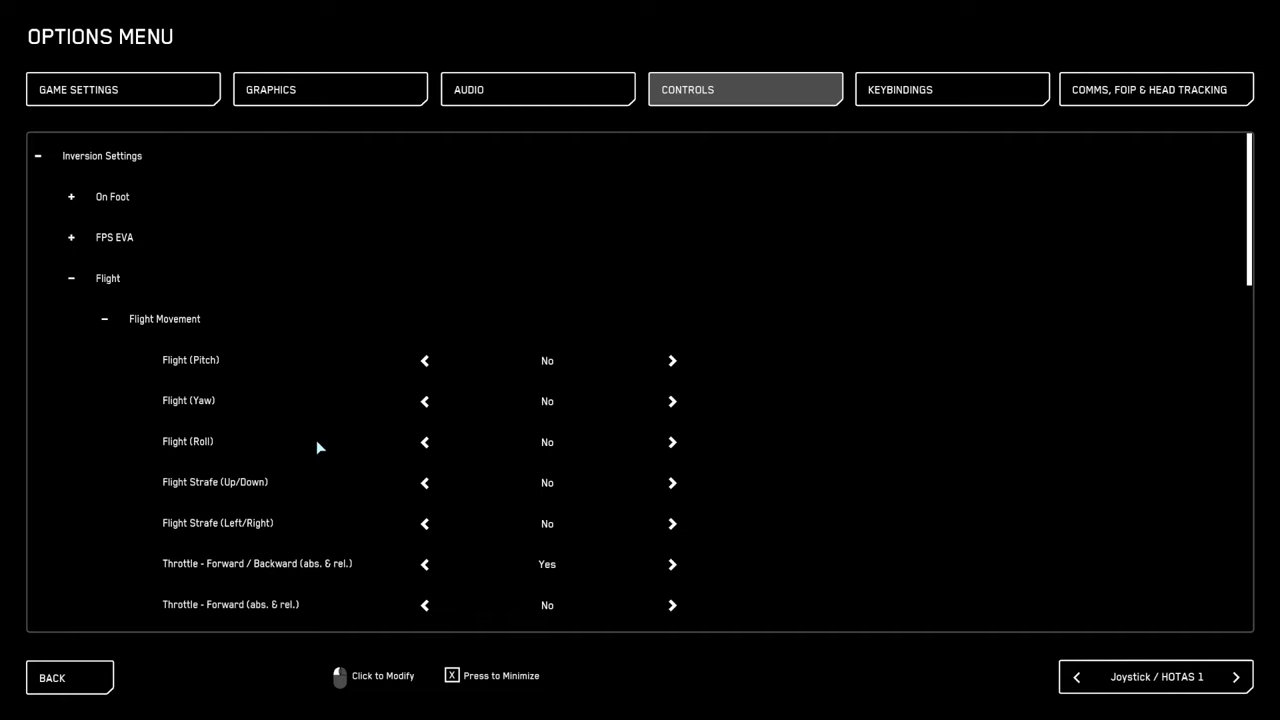 OPTIONS MENU
GAME SETTINGS
GRAPHICS
AUDIO
CONTROLS
KEYBINDINGS
COMMS, FOIP & HEAD TRACKING
- Inversion Settings
+ On Foot
+ FPS EVA
- Flight
- Flight Movement
Flight (Pitch) No
Flight (Yaw) No
Flight (Roll) No
Flight Strafe (Up/Down) No
Flight Strafe (Left/Right) No
Throttle - Forward / Backward (abs. & rel.) Yes
Throttle - Forward (abs. & rel.) No
BACK
Click to Modify
X Press to Minimize
Joystick / HOTAS 1